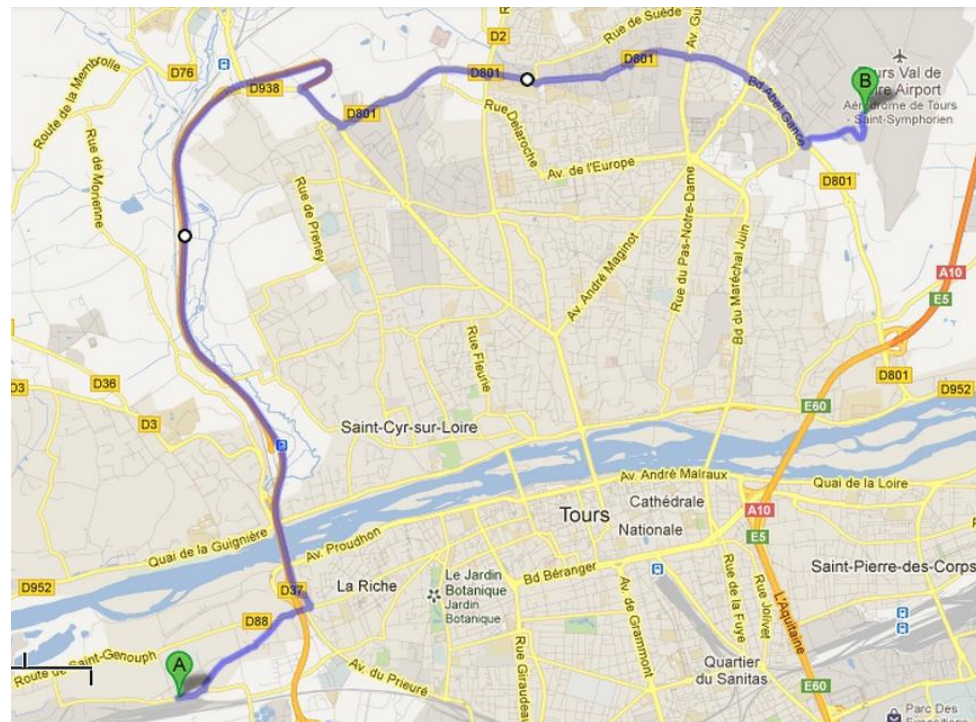 D2
Rue de Suède
Av. Gus
D76
Route de la Membrolle
D938
D801
D801
D801
Tours Val de
Loire Airport
Aérodrome de Tours
- Saint-Symphorien
B
Bd Abel Gance
Rue de Morienne
Rue Delaroche
Av. de l'Europe
D801
Rue de Preney
Rue du Pas-Notre-Dame
Av. André Maginot
Bd du Maréchal Juin
A10
E5
Rue Fleurie
D801
D3
D36
D3
D952
E60
Saint-Cyr-sur-Loire
Av. André Malraux
Quai de la Loire
Cathédrale
Nationale
A10
E5
Tours
Quai de la Guignière
Av. Proudhon
Bd Béranger
Saint-Pierre-des-Corps
D952
D37
La Riche
Le Jardin
Botanique
Jardin
Botanique
D88
Route de Saint-Genouph
A
Av. du Prieuré
Rue Giraudeau
Av. de Grammont
Rue de la Fuye
Rue Jolivet
L'Aquitaine
Quartier
du Sanitas
E60
Parc Des